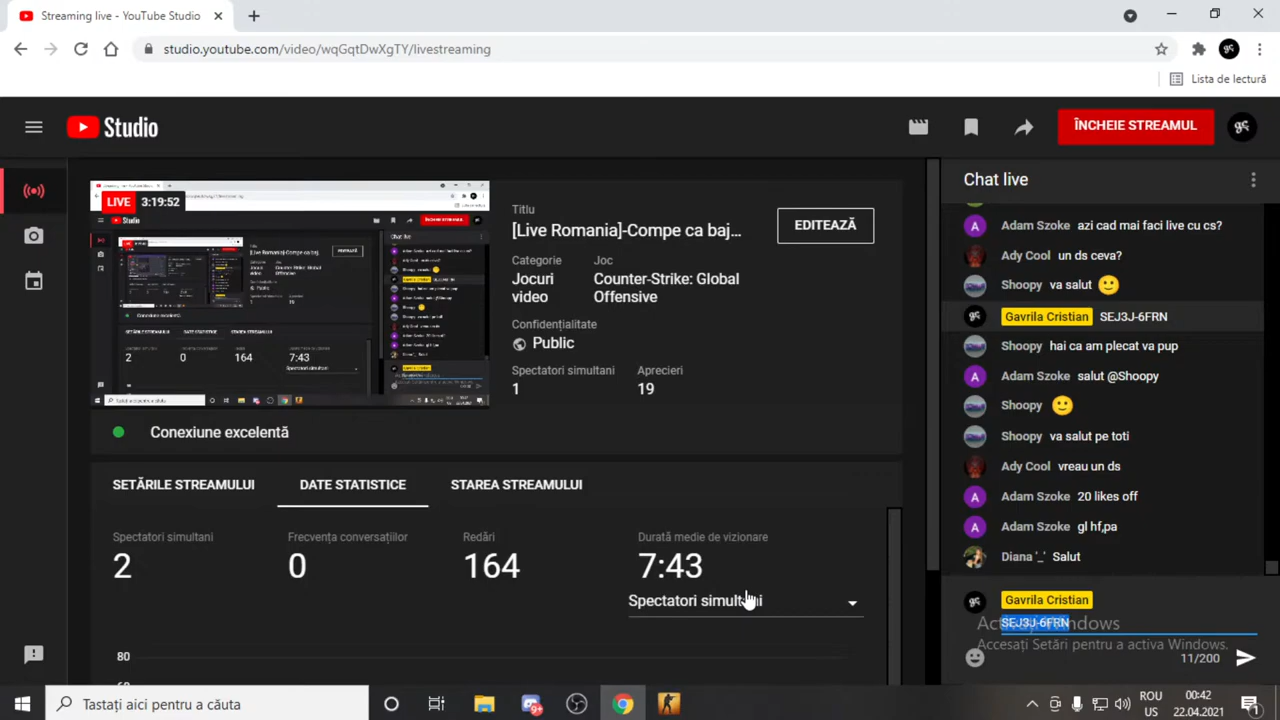 Streaming live - YouTube Studio
studio.youtube.com/video/wqGqtDwXgTY/livestreaming
Lista de lectură
Studio
ÎNCHEIE STREAMUL
LIVE 3:19:52
Titlu
[Live Romania]-Compe ca baj...
EDITEAZĂ
Categorie
Joc
Jocuri video
Counter-Strike: Global Offensive
Confidențialitate
Public
Spectatori simultani
Aprecieri
1
19
Conexiune excelentă
SETĂRILE STREAMULUI
DATE STATISTICE
STAREA STREAMULUI
Spectatori simultani
Frecvența conversațiilor
Redări
Durată medie de vizionare
2
0
164
7:43
Spectatori simultani
80
Chat live
Adam Szoke azi cad mai faci live cu cs?
Ady Cool un ds ceva?
Shoopy va salut
Gavrila Cristian SEJ3J-6FRN
Shoopy hai ca am plecat va pup
Adam Szoke salut @Shoopy
Shoopy
Shoopy va salut pe toti
Ady Cool vreau un ds
Adam Szoke 20 likes off
Adam Szoke gl hf,pa
Diana '_' Salut
Gavrila Cristian
SEJ3J-6FRN
Activați Windows
Accesați Setări pentru a activa Windows.
11/200
Tastați aici pentru a căuta
9+
ROU
US
00:42
22.04.2021
1